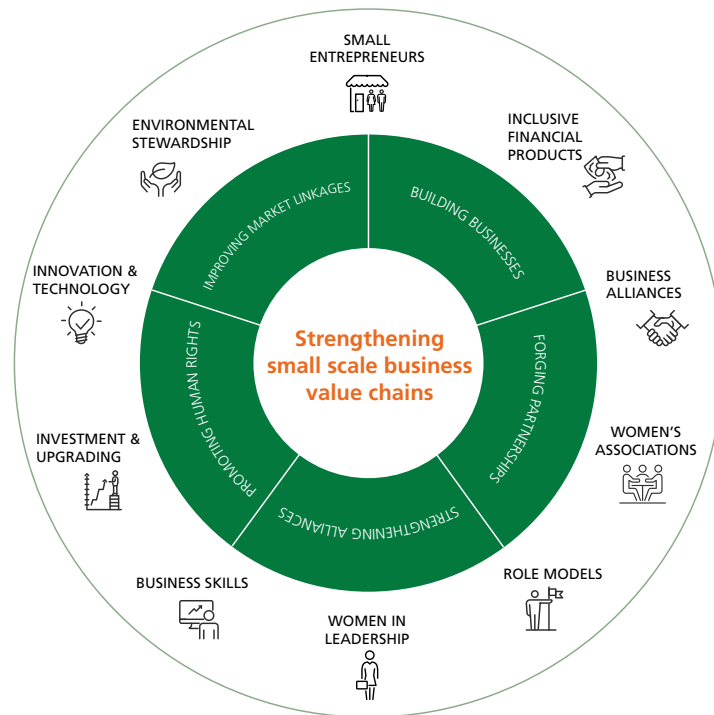 SMALL
ENTREPRENEURS
INCLUSIVE
FINANCIAL
PRODUCTS
BUSINESS
ALLIANCES
WOMEN'S
ASSOCIATIONS
ROLE MODELS
WOMEN IN
LEADERSHIP
BUSINESS SKILLS
INVESTMENT &
UPGRADING
INNOVATION &
TECHNOLOGY
ENVIRONMENTAL
STEWARDSHIP
BUILDING BUSINESSES
FORGING PARTNERSHIPS
STRENGTHENING ALLIANCES
PROMOTING HUMAN RIGHTS
IMPROVING MARKET LINKAGES
Strengthening
small scale business
value chains